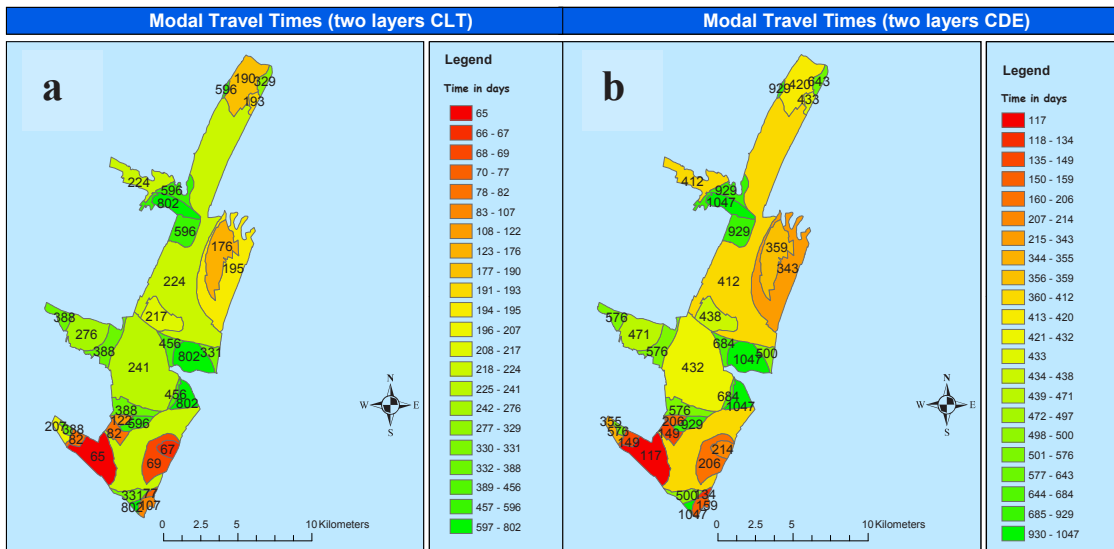 Modal Travel Times (two layers CLT)
Modal Travel Times (two layers CDE)
a
190
329
596
193
224
596
802
596
176
195
224
217
388
276
388
456
331
802
241
456
802
388
122
596
207
388
82
82
65
67
69
331
77
802
107
N
W
E
S
0 2.5 5 10 Kilometers
Legend
Time in days
65
66 - 67
68 - 69
70 - 77
78 - 82
83 - 107
108 - 122
123 - 176
177 - 190
191 - 193
194 - 195
196 - 207
208 - 217
218 - 224
225 - 241
242 - 276
277 - 329
330 - 331
332 - 388
389 - 456
457 - 596
597 - 802
b
420
643
929
433
412
929
1047
929
359
343
412
438
576
471
576
684
500
1047
432
684
1047
576
206
929
355
576
149
149
117
214
206
500
134
159
1047
N
W
E
S
0 2.5 5 10 Kilometers
Legend
Time in days
117
118 - 134
135 - 149
150 - 159
160 - 206
207 - 214
215 - 343
344 - 355
356 - 359
360 - 412
413 - 420
421 - 432
433
434 - 438
439 - 471
472 - 497
498 - 500
501 - 576
577 - 643
644 - 684
685 - 929
930 - 1047